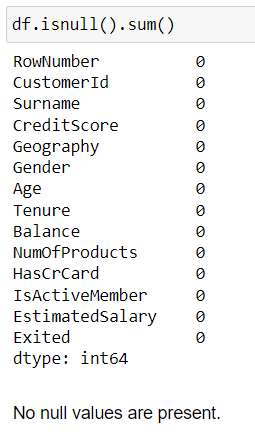 df.isnull().sum()
RowNumber 0
CustomerId 0
Surname 0
CreditScore 0
Geography 0
Gender 0
Age 0
Tenure 0
Balance 0
NumOfProducts 0
HasCrCard 0
IsActiveMember 0
EstimatedSalary 0
Exited 0
dtype: int64
No null values are present.